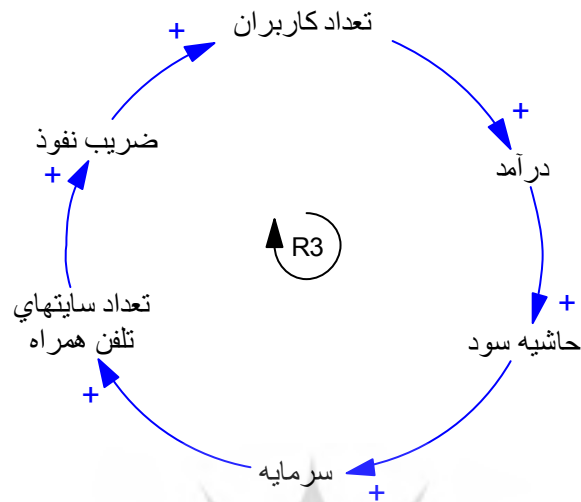 تعداد کاربران
+
+
ضریب نفوذ
درآمد
+
R3
تعداد سایتهاي
تلفن همراه
+
حاشیه سود
+
سرمایه
+